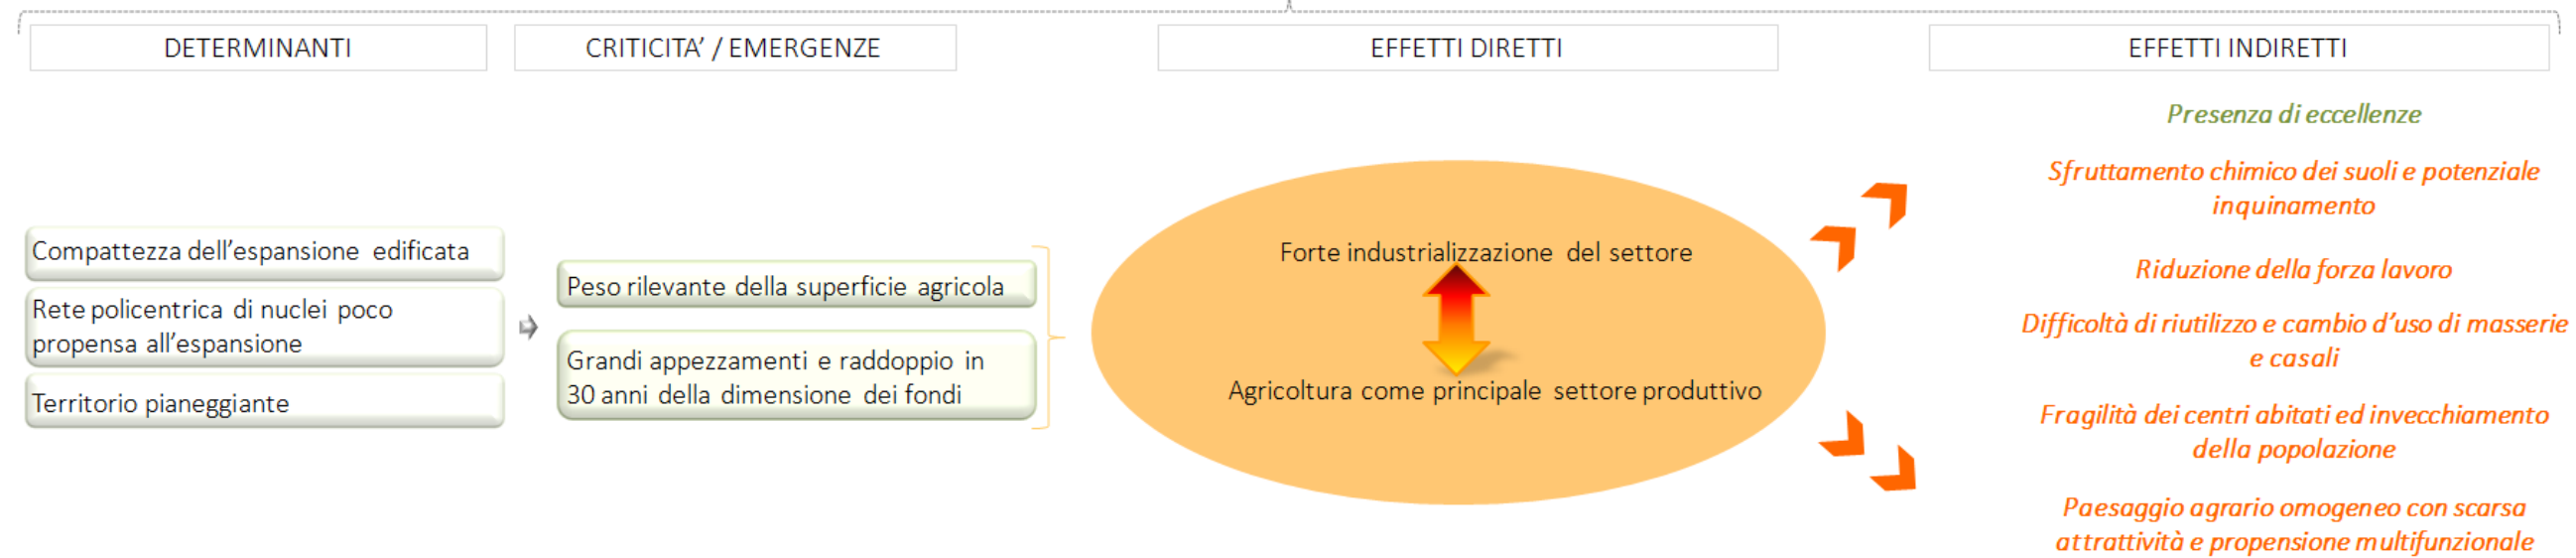 DETERMINANTI
CRITICITA’ / EMERGENZE
EFFETTI DIRETTI
EFFETTI INDIRETTI
Compattezza dell’espansione edificata
Rete policentrica di nuclei poco
propensa all’espansione
Territorio pianeggiante
Peso rilevante della superficie agricola
Grandi appezzamenti e raddoppio in
30 anni della dimensione dei fondi
Forte industrializzazione del settore
Agricoltura come principale settore produttivo
Presenza di eccellenze
Sfruttamento chimico dei suoli e potenziale
inquinamento
Riduzione della forza lavoro
Difficoltà di riutilizzo e cambio d’uso di masserie
e casali
Fragilità dei centri abitati ed invecchiamento
della popolazione
Paesaggio agrario omogeneo con scarsa
attrattività e propensione multifunzionale